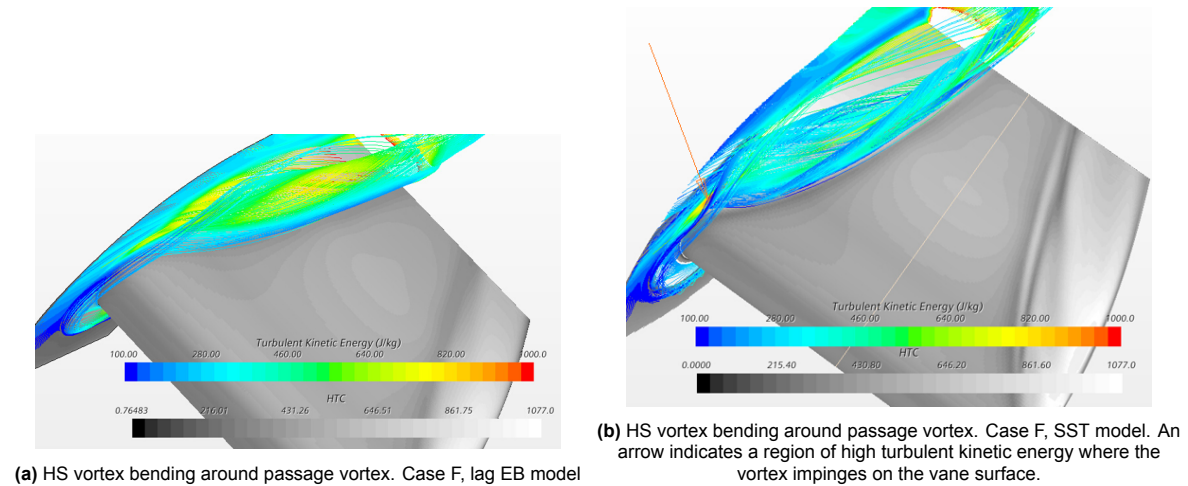 Turbulent Kinetic Energy (J/kg)
100.00 280.00 460.00 640.00 820.00 1000.0
HTC
0.76483 216.01 431.26 646.51 861.75 1077.0
(a) HS vortex bending around passage vortex. Case F, lag EB model
Turbulent Kinetic Energy (J/kg)
100.00 280.00 460.00 640.00 820.00 1000.0
HTC
0.0000 215.40 430.80 646.20 861.60 1077.0
(b) HS vortex bending around passage vortex. Case F, SST model. An
arrow indicates a region of high turbulent kinetic energy where the
vortex impinges on the vane surface.